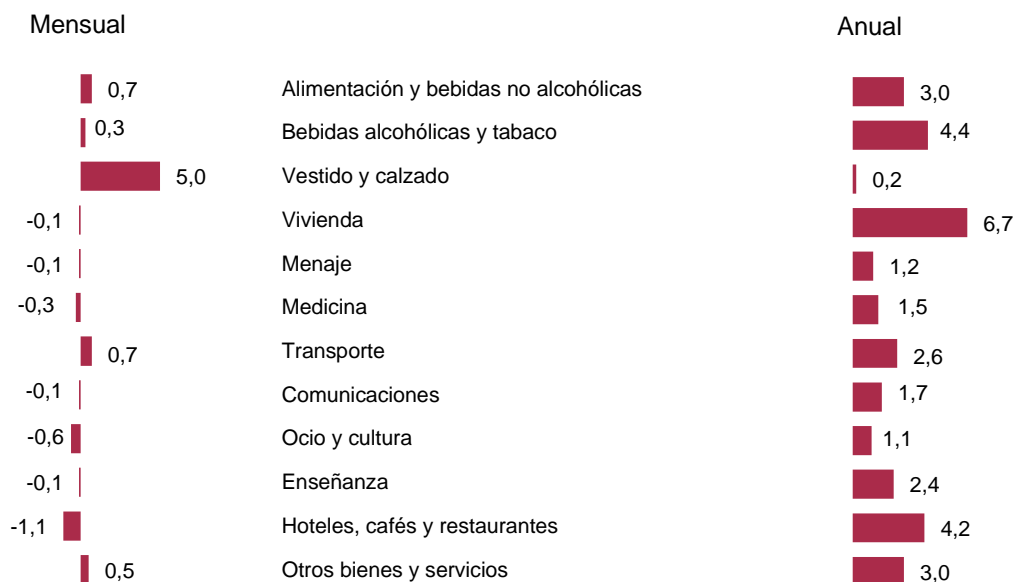 Mensual Anual
0,7 Alimentación y bebidas no alcohólicas 3,0
0,3 Bebidas alcohólicas y tabaco 4,4
5,0 Vestido y calzado 0,2
-0,1 Vivienda 6,7
-0,1 Menaje 1,2
-0,3 Medicina 1,5
0,7 Transporte 2,6
-0,1 Comunicaciones 1,7
-0,6 Ocio y cultura 1,1
-0,1 Enseñanza 2,4
-1,1 Hoteles, cafés y restaurantes 4,2
0,5 Otros bienes y servicios 3,0